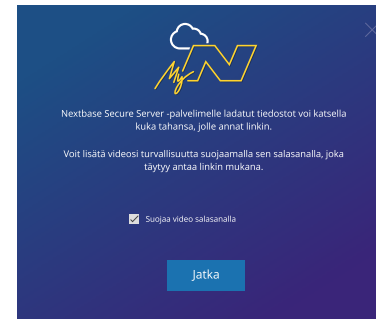 My N
Nextbase Secure Server -palvelimelle ladatut tiedostot voi katsella
kuka tahansa, jolle annat linkin.
Voit lisätä videosi turvallisuutta suojaamalla sen salasanalla, joka
täytyy antaa linkin mukana.
Suojaa video salasanalla
Jatka